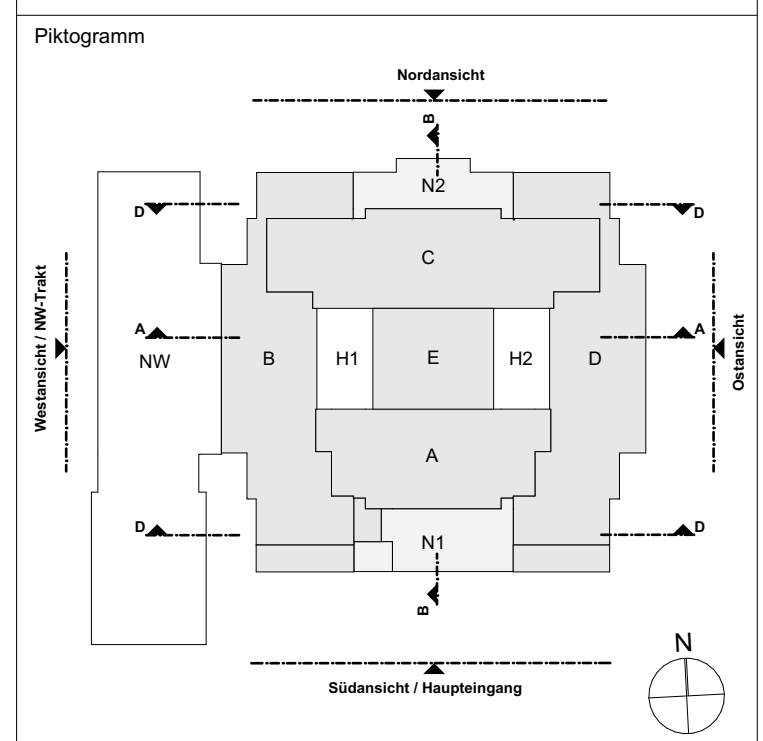 Piktogramm
Nordansicht
B
N2
D
D
C
Westansicht / NW-Trakt
A
A
NW
B
H1
E
H2
D
Ostansicht
A
D
D
N1
B
N
Südansicht / Haupteingang